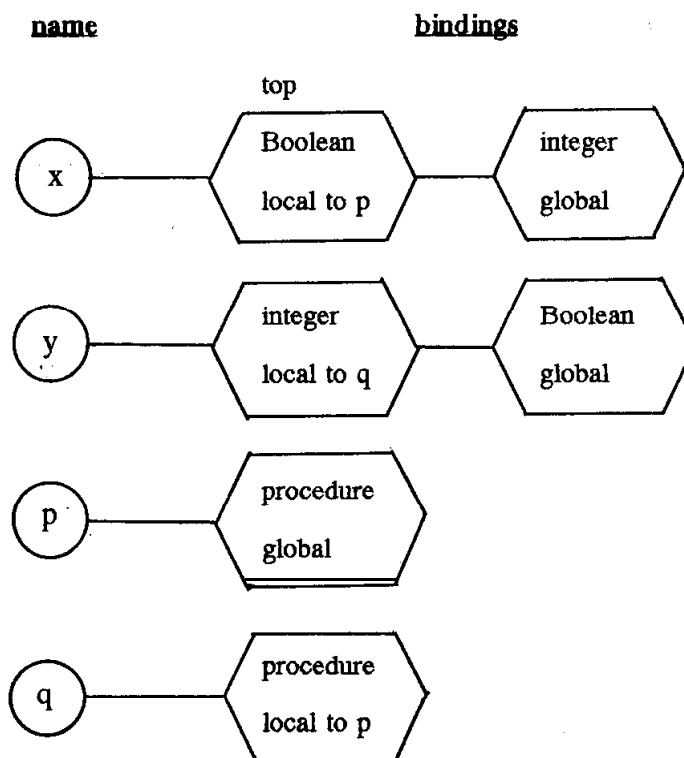 name bindings
top
x Boolean integer
local to p global
y integer Boolean
local to q global
p procedure
global
q procedure
local to p